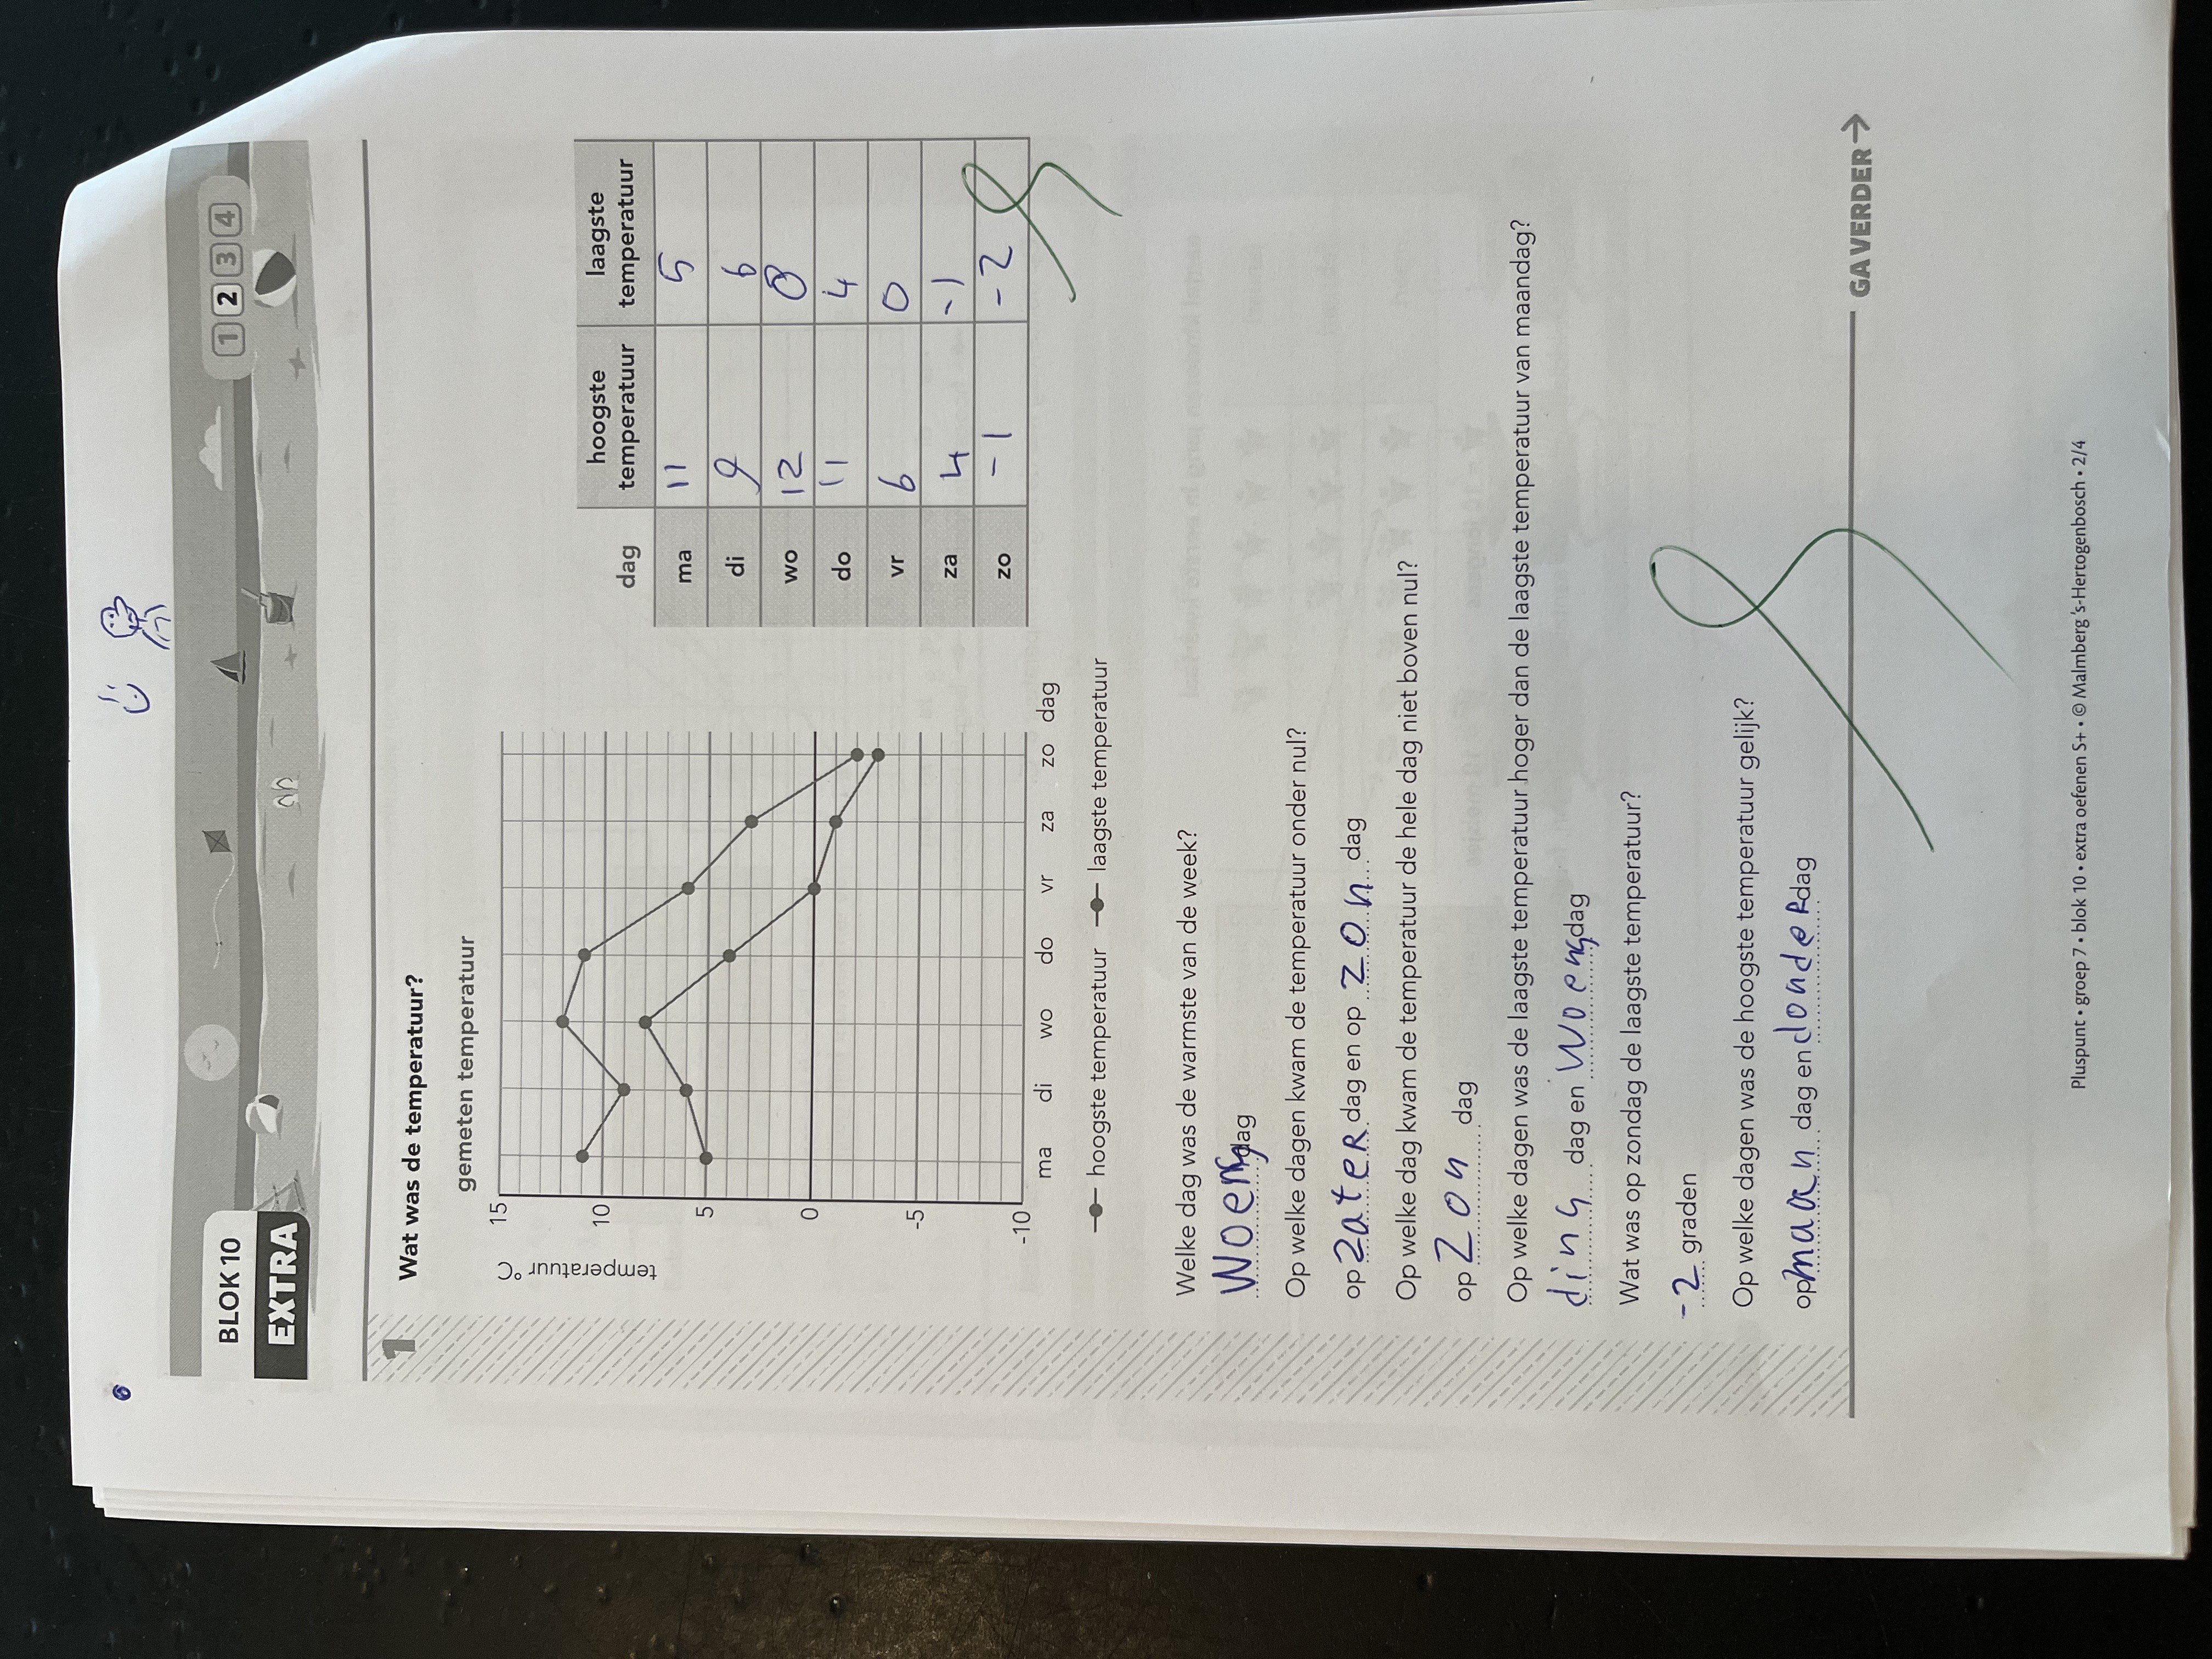 6
BLOK 10
EXTRA
1 2 3 4
1
Wat was de temperatuur?
gemeten temperatuur
temperatuur °C
15
10
5
0
-5
-10
ma di wo do vr za zo dag
hoogste temperatuur laagste temperatuur
dag hoogste temperatuur laagste temperatuur
ma 11 5
di 9 6
wo 12 8
do 11 4
vr 6 0
za 4 -1
zo -1 -2
Welke dag was de warmste van de week?
Woensdag
Op welke dagen kwam de temperatuur onder nul?
op zater dag en op zon dag
Op welke dag kwam de temperatuur de hele dag niet boven nul?
op zon dag
Op welke dagen was de laagste temperatuur hoger dan de laagste temperatuur van maandag?
dins dag en Woensdag
Wat was op zondag de laagste temperatuur?
-2 graden
Op welke dagen was de hoogste temperatuur gelijk?
op maan dag en donderdag
GA VERDER →
Pluspunt • groep 7 • blok 10 • extra oefenen S+ • © Malmberg 's-Hertogenbosch • 2/4